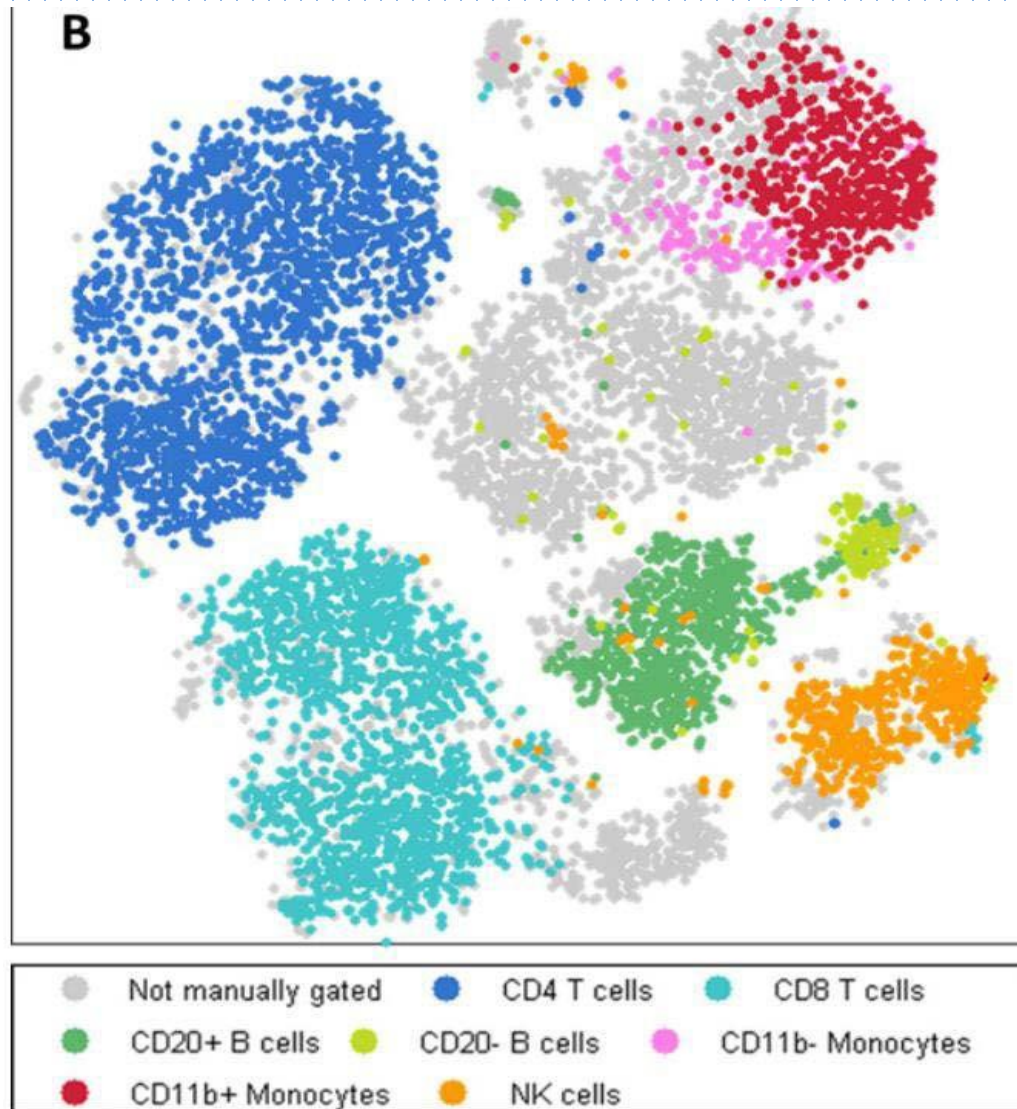 B
Not manually gated CD4 T cells CD8 T cells
CD20+ B cells CD20- B cells CD11b- Monocytes
CD11b+ Monocytes NK cells